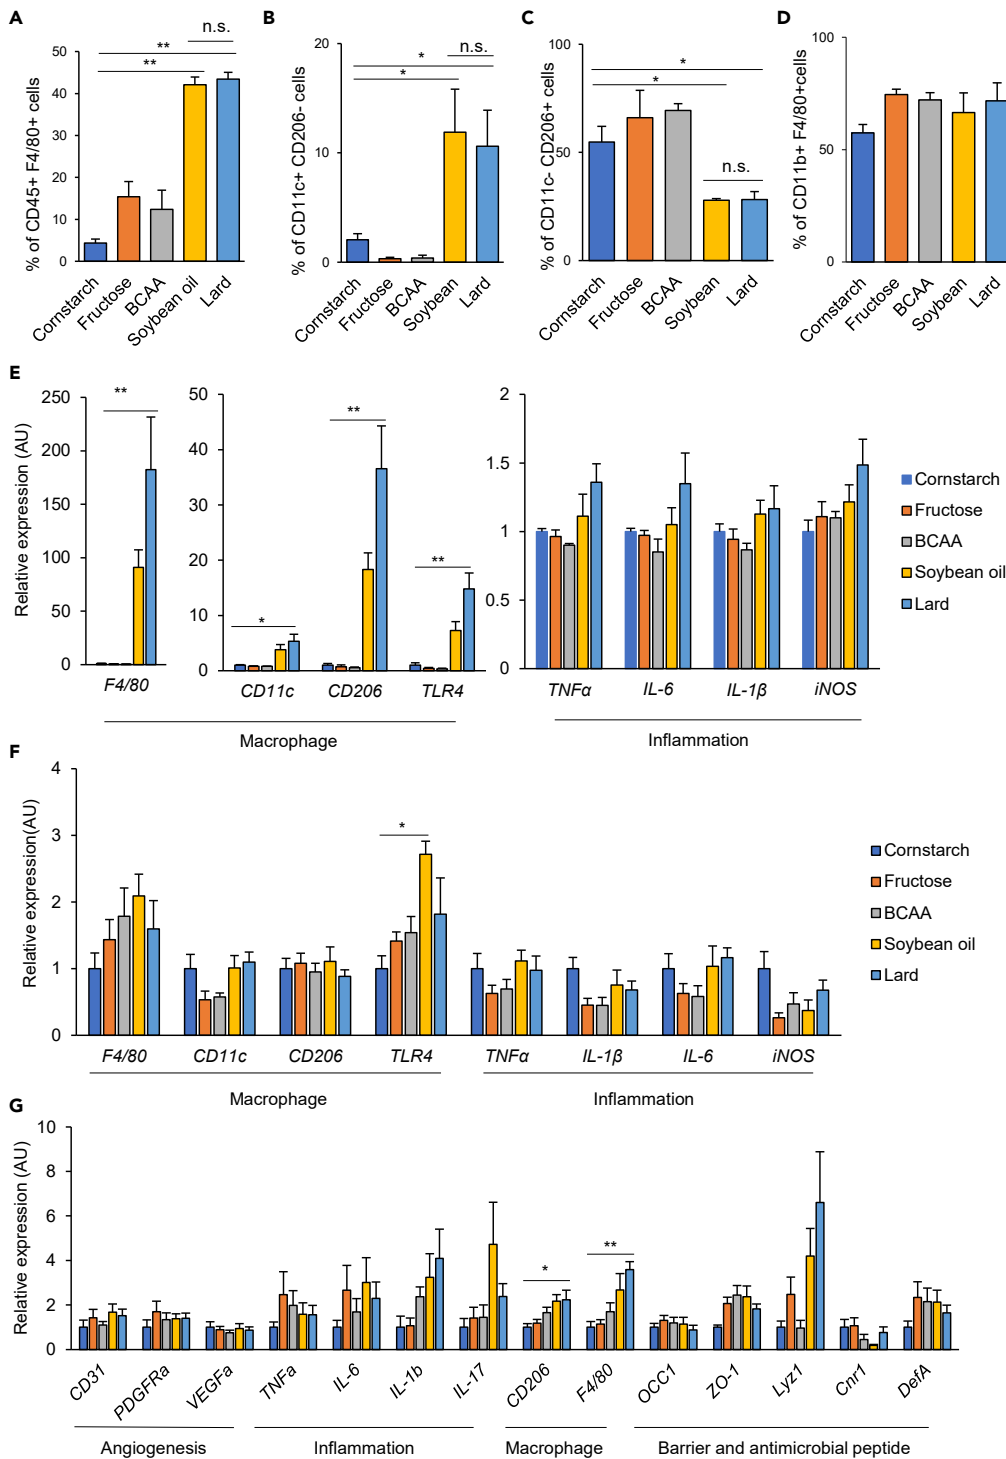 A
% of CD45+ F4/80+cells
50
40
30
20
10
0
**
**
n.s.
Cornstarch
Fructose
BCAA
Soybean oil
Lard
B
% of CD11c+ CD206- cells
20
10
0
*
*
n.s.
Cornstarch
Fructose
BCAA
Soybean
Lard
C
% of CD11c- CD206+ cells
100
50
0
*
*
n.s.
Cornstarch
Fructose
BCAA
Soybean
Lard
D
% of CD11b+ F4/80+cells
100
50
0
Cornstarch
Fructose
BCAA
Soybean
Lard
E
Relative expression (AU)
250
200
150
100
50
0
**
F4/80
50
40
30
20
10
0
*
**
**
CD11c
CD206
TLR4
Macrophage
2
1.5
1
0.5
0
TNFα
IL-6
IL-1β
iNOS
Inflammation
Cornstarch
Fructose
BCAA
Soybean oil
Lard
F
Relative expression(AU)
4
3
2
1
0
*
F4/80
CD11c
CD206
TLR4
TNFα
IL-1β
IL-6
iNOS
Macrophage
Inflammation
Cornstarch
Fructose
BCAA
Soybean oil
Lard
G
Relative expression (AU)
10
8
6
4
2
0
*
**
CD31
PDGFRa
VEGFa
TNFa
IL-6
IL-1b
IL-17
CD206
F4/80
OCC1
ZO-1
Lyz1
Cnr1
DefA
Angiogenesis
Inflammation
Macrophage
Barrier and antimicrobial peptide